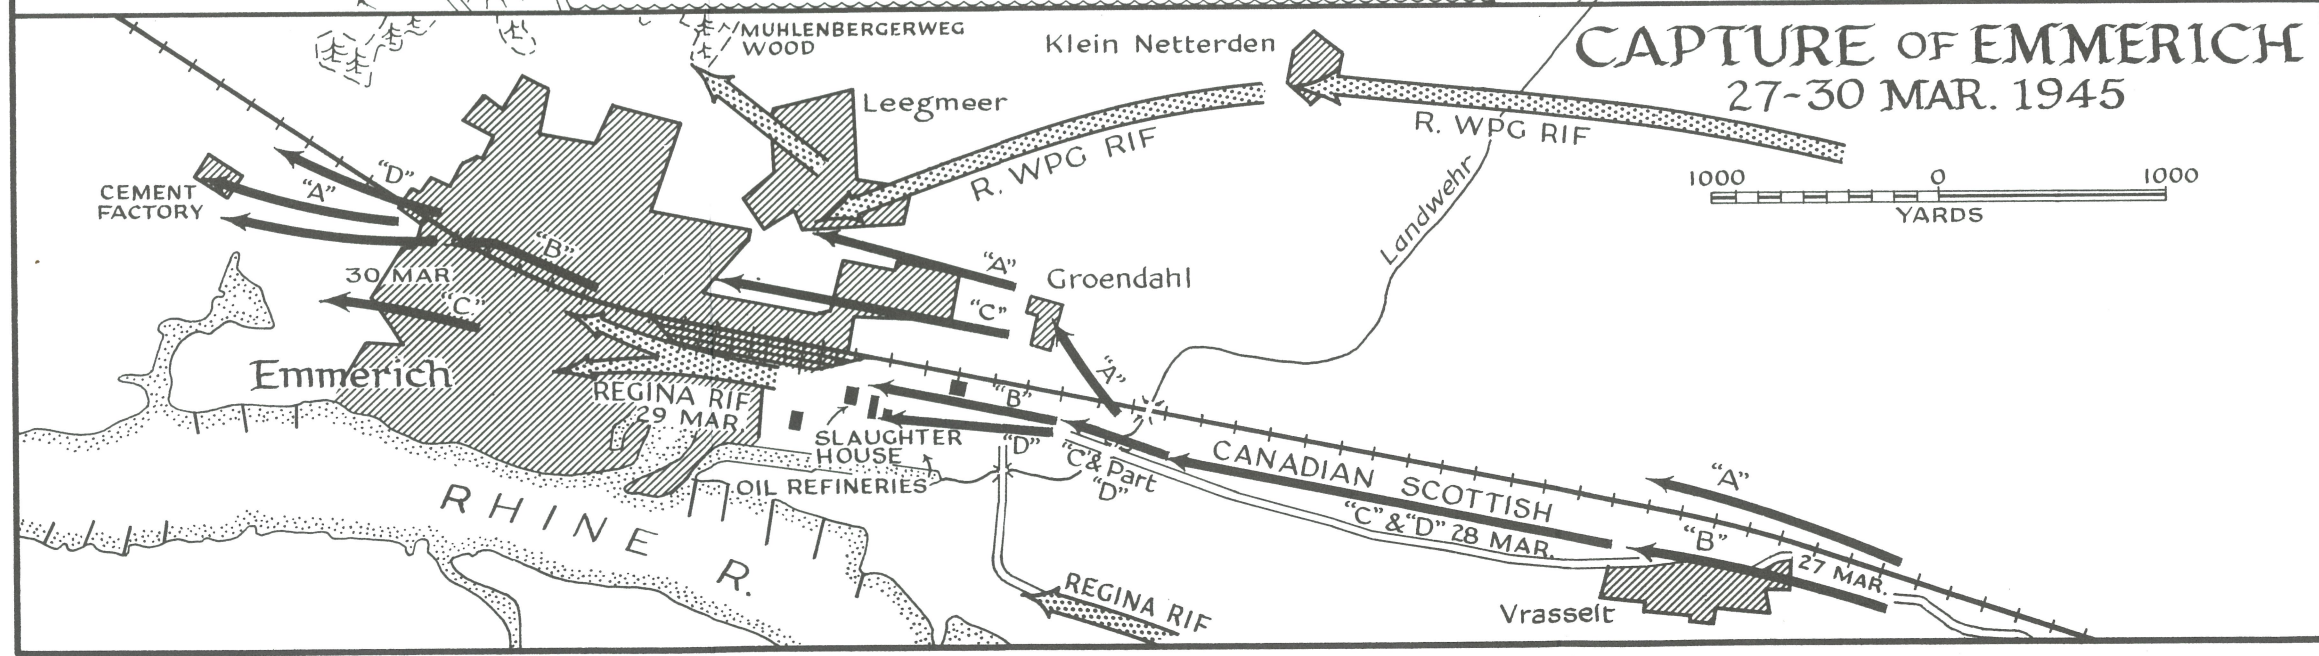 CAPTURE OF EMMERICH
27-30 MAR. 1945
1000 0 1000
YARDS
MUHLENBERGERWEG
WOOD
Klein Netterden
Leegmeer
R. WPG RIF
R. WPG RIF
Landwehr
CEMENT
FACTORY
"A"
"D"
"B"
30 MAR
"C"
Emmerich
REGINA RIF
29 MAR.
"A"
Groendahl
"C"
"A"
"B"
"D"
SLAUGHTER
HOUSE
OIL REFINERIES
"C" & Part
"D"
CANADIAN SCOTTISH
"C" & "D" 28 MAR.
"A"
"B"
27 MAR.
Vrasselt
REGINA RIF
RHINE R.